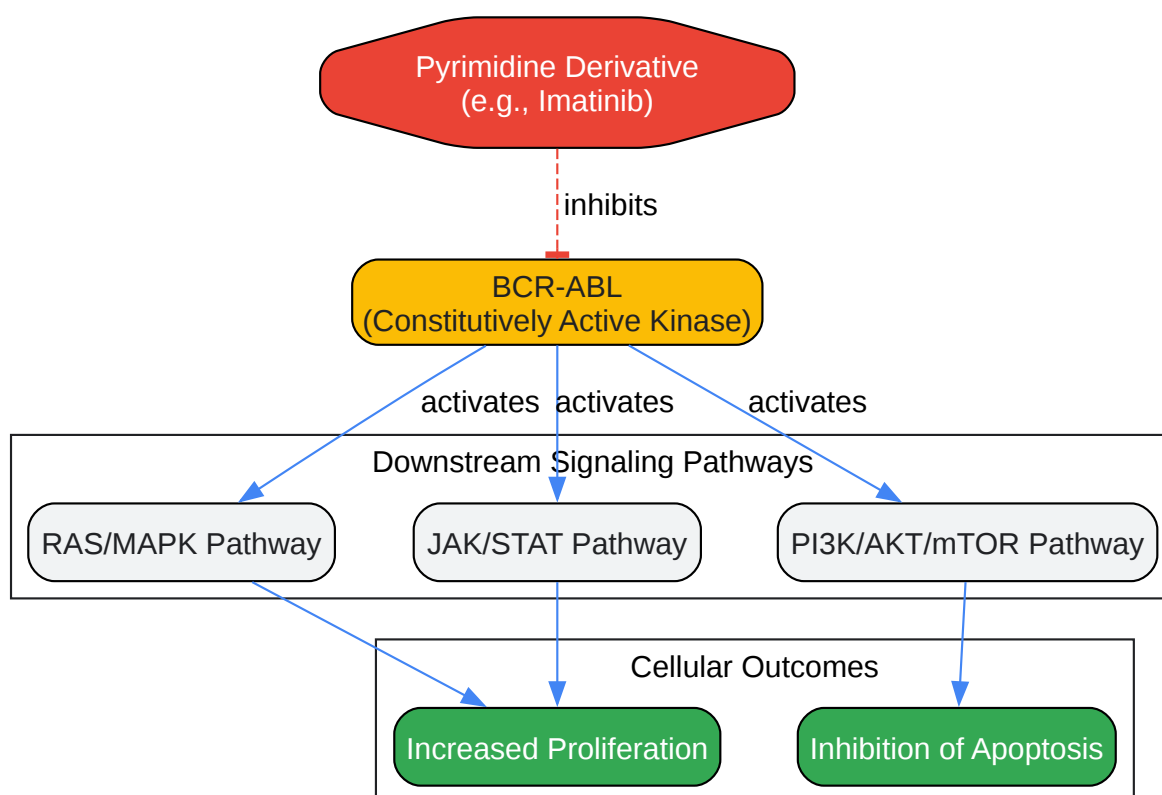 Pyrimidine Derivative
(e.g., Imatinib)
inhibits
BCR-ABL
(Constitutively Active Kinase)
activates
activates
activates
Downstream Signaling Pathways
RAS/MAPK Pathway
JAK/STAT Pathway
PI3K/AKT/mTOR Pathway
Cellular Outcomes
Increased Proliferation
Inhibition of Apoptosis